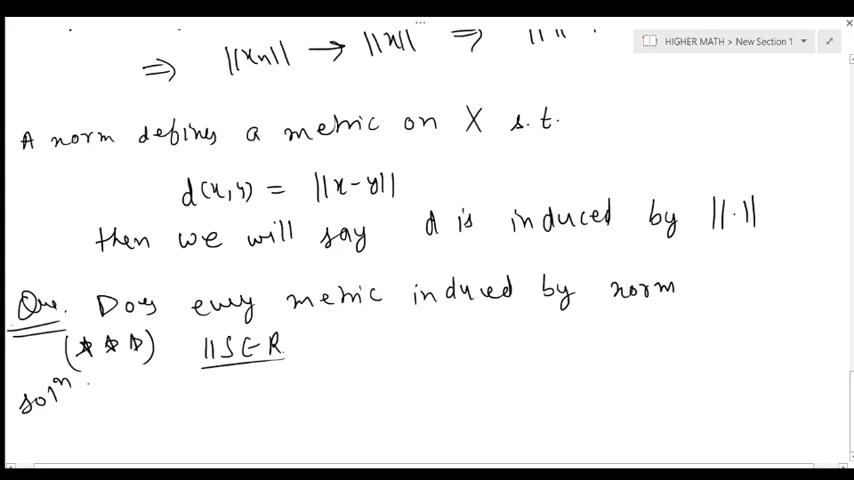 ⇒ ||xn|| → ||x|| ⇒ || ||
HIGHER MATH > New Section 1
A norm defines a metric on X s.t.
d(x,y) = ||x-y||
then we will say d is induced by ||.||
Que. Does every metric induced by norm
(☆☆☆) IISER
solⁿ.